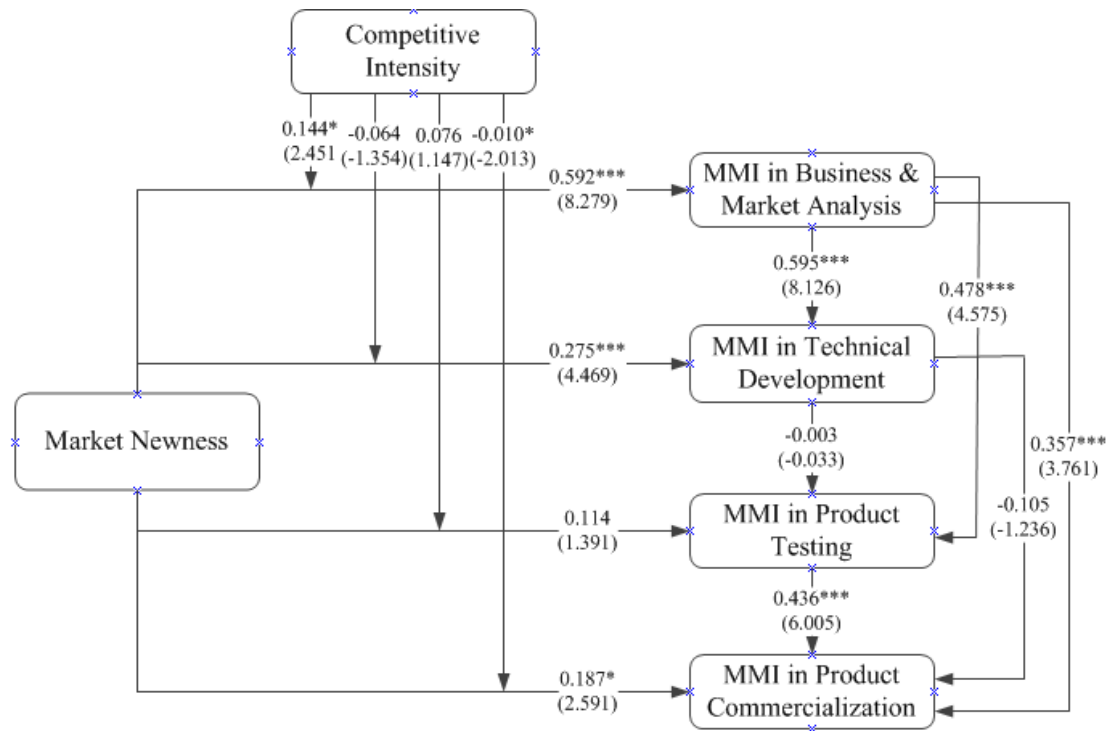 Competitive
Intensity
0.144* -0.064 0.076 -0.010*
(2.451 (-1.354) (1.147) (-2.013)
0.592***
(8.279)
MMI in Business &
Market Analysis
0.595***
(8.126)
0.478***
(4.575)
0.275***
(4.469)
MMI in Technical
Development
Market Newness
-0.003
(-0.033)
0.357***
(3.761)
-0.105
(-1.236)
0.114
(1.391)
MMI in Product
Testing
0.436***
(6.005)
0.187*
(2.591)
MMI in Product
Commercialization